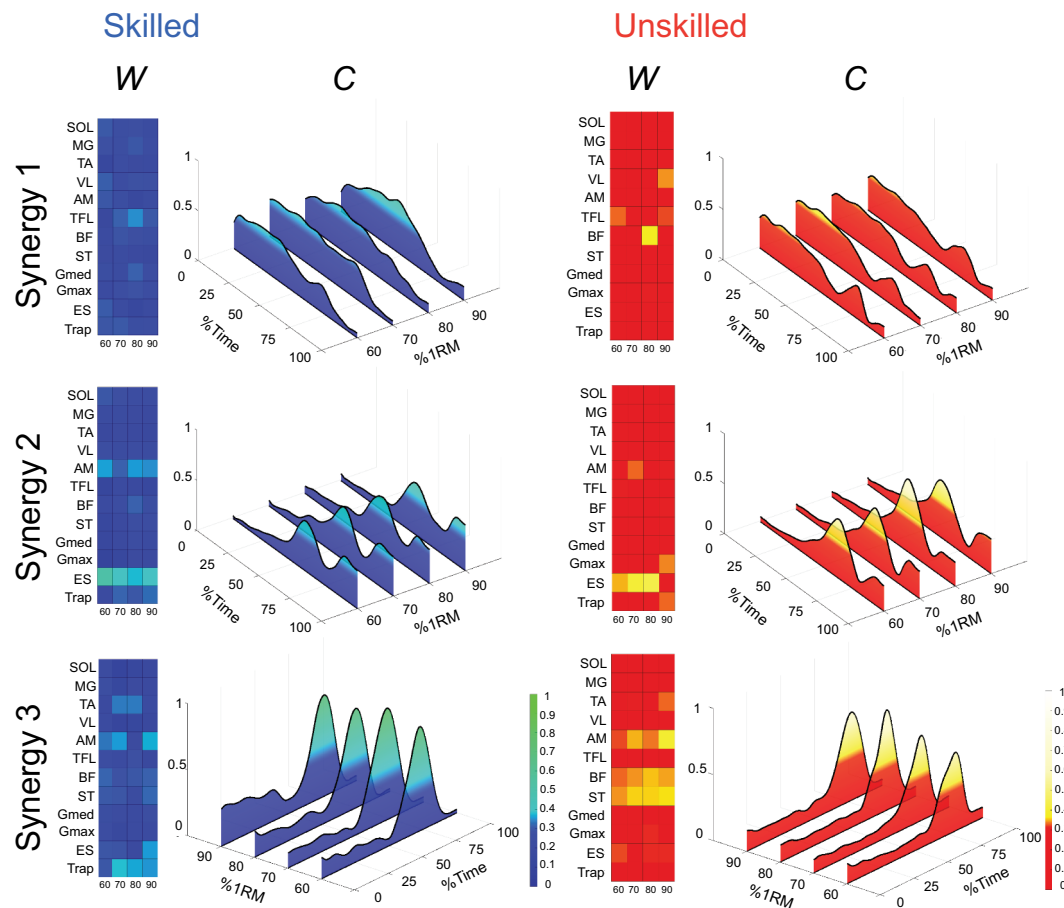 Skilled
Unskilled
W
C
W
C
Synergy 1
SOL
MG
TA
VL
AM
TFL
BF
ST
Gmed
Gmax
ES
Trap
60 70 80 90
1
0.5
0
0
25
50
75
100
%Time
60
70
80
90
%1RM
SOL
MG
TA
VL
AM
TFL
BF
ST
Gmed
Gmax
ES
Trap
60 70 80 90
1
0.5
0
0
25
50
75
100
%Time
60
70
80
90
%1RM
Synergy 2
SOL
MG
TA
VL
AM
TFL
BF
ST
Gmed
Gmax
ES
Trap
60 70 80 90
1
0.5
0
0
25
50
75
100
%Time
60
70
80
90
%1RM
SOL
MG
TA
VL
AM
TFL
BF
ST
Gmed
Gmax
ES
Trap
60 70 80 90
1
0.5
0
0
25
50
75
100
%Time
60
70
80
90
%1RM
Synergy 3
SOL
MG
TA
VL
AM
TFL
BF
ST
Gmed
Gmax
ES
Trap
60 70 80 90
1
0.5
0
90
80
70
60
%1RM
0
25
50
75
100
%Time
1
0.9
0.8
0.7
0.6
0.5
0.4
0.3
0.2
0.1
0
SOL
MG
TA
VL
AM
TFL
BF
ST
Gmed
Gmax
ES
Trap
60 70 80 90
1
0.5
0
90
80
70
60
%1RM
0
25
50
75
100
%Time